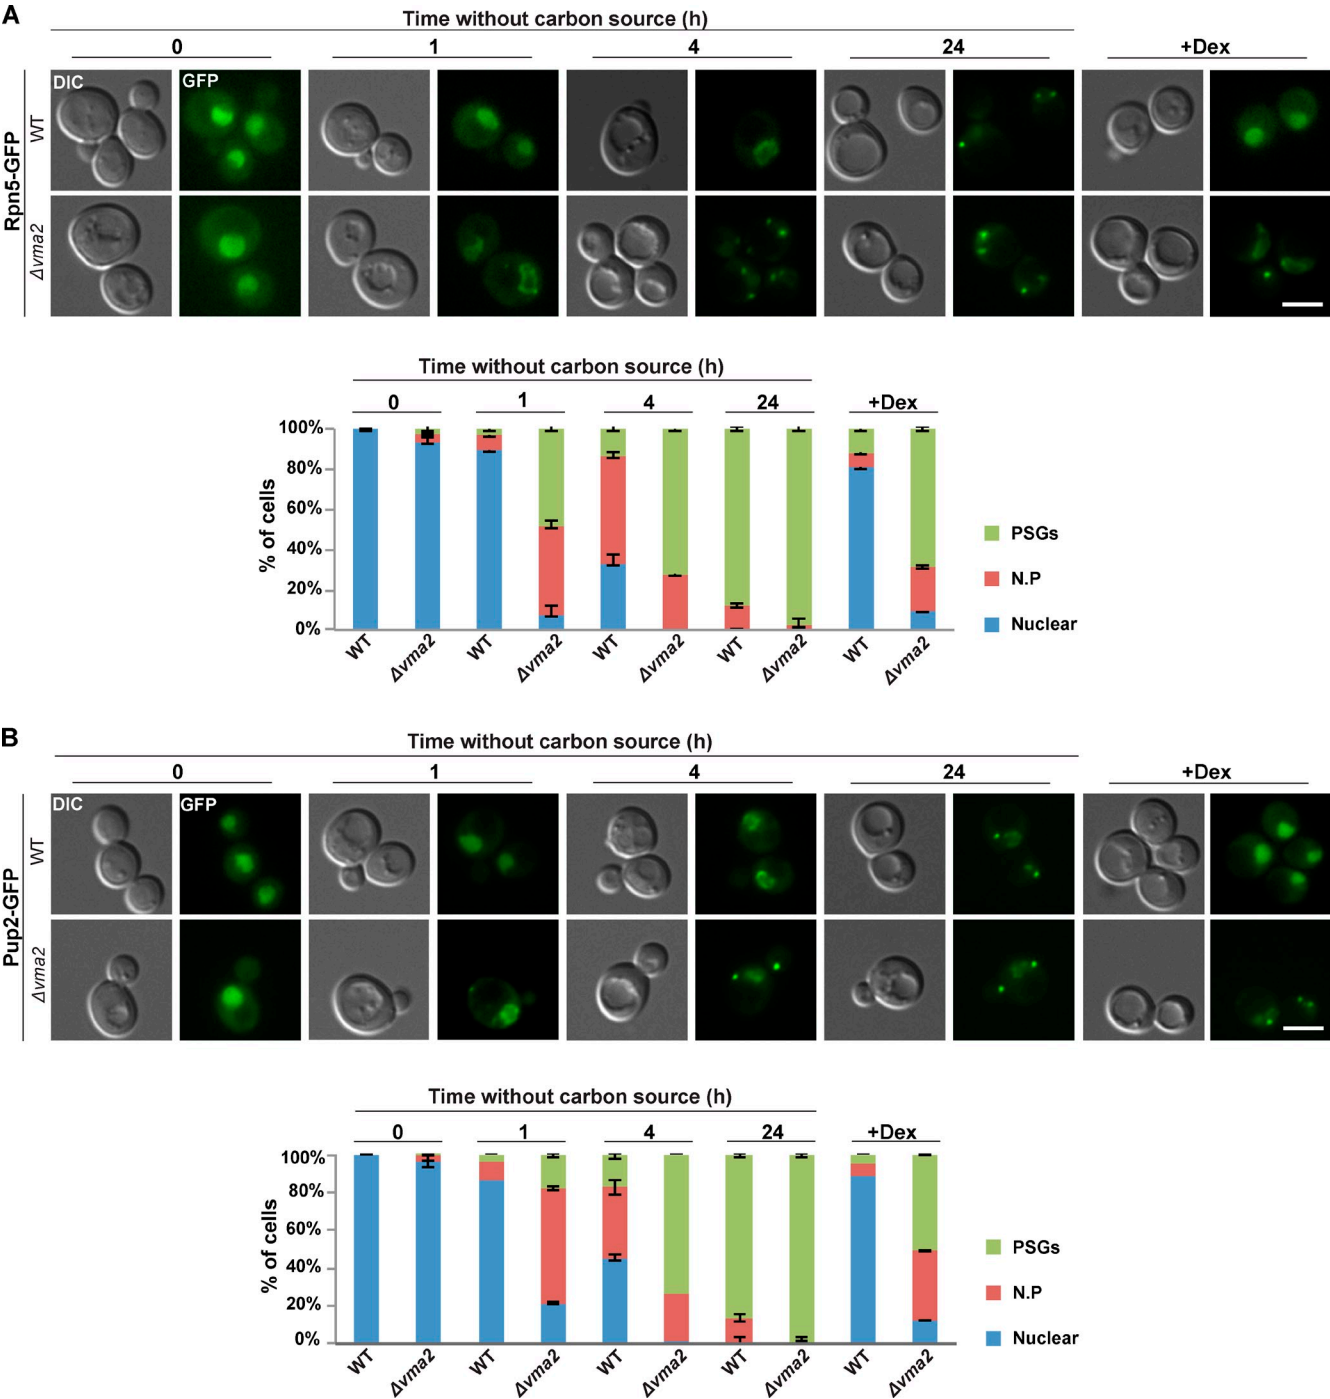 A
Time without carbon source (h)
0 1 4 24 +Dex
DIC GFP
Rpn5-GFP
WT
Δvma2
Time without carbon source (h)
0 1 4 24 +Dex
100%
80%
60%
40%
20%
0%
% of cells
WT Δvma2 WT Δvma2 WT Δvma2 WT Δvma2 WT Δvma2
PSGs
N.P
Nuclear
B
Time without carbon source (h)
0 1 4 24 +Dex
DIC GFP
Pup2-GFP
WT
Δvma2
Time without carbon source (h)
0 1 4 24 +Dex
100%
80%
60%
40%
20%
0%
% of cells
WT Δvma2 WT Δvma2 WT Δvma2 WT Δvma2 WT Δvma2
PSGs
N.P
Nuclear